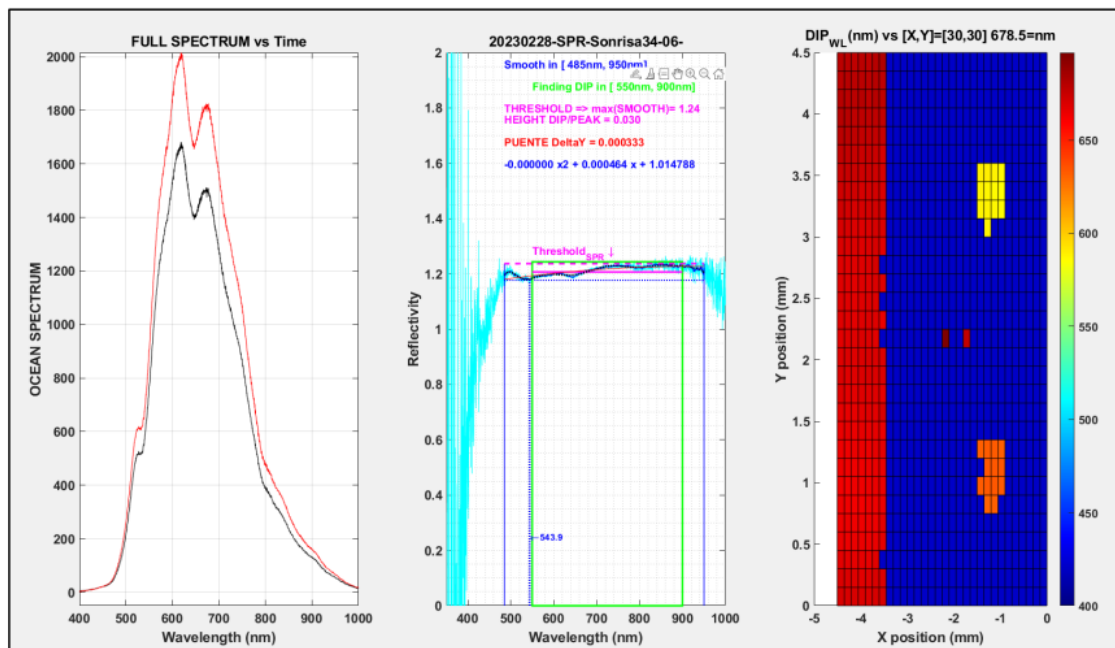 FULL SPECTRUM vs Time
2000
1800
1600
1400
1200
1000
800
600
400
200
0
OCEAN SPECTRUM
400 500 600 700 800 900 1000
Wavelength (nm)
20230228-SPR-Sonrisa34-06-
Smooth in [ 485nm, 950nm]
Finding DIP in [ 550nm, 900nm]
THRESHOLD => max(SMOOTH)= 1.24
HEIGHT DIP/PEAK = 0.030
PUENTE DeltaY = 0.000333
-0.000000 x2 + 0.000464 x + 1.014788
Threshold_SPR ↓
←543.9
2
1.8
1.6
1.4
1.2
1
0.8
0.6
0.4
0.2
0
Reflectivity
400 500 600 700 800 900 1000
Wavelength (nm)
DIP_WL(nm) vs [X,Y]=[30,30] 678.5=nm
4.5
4
3.5
3
2.5
2
1.5
1
0.5
0
Y position (mm)
-5 -4 -3 -2 -1 0
X position (mm)
650
600
550
500
450
400